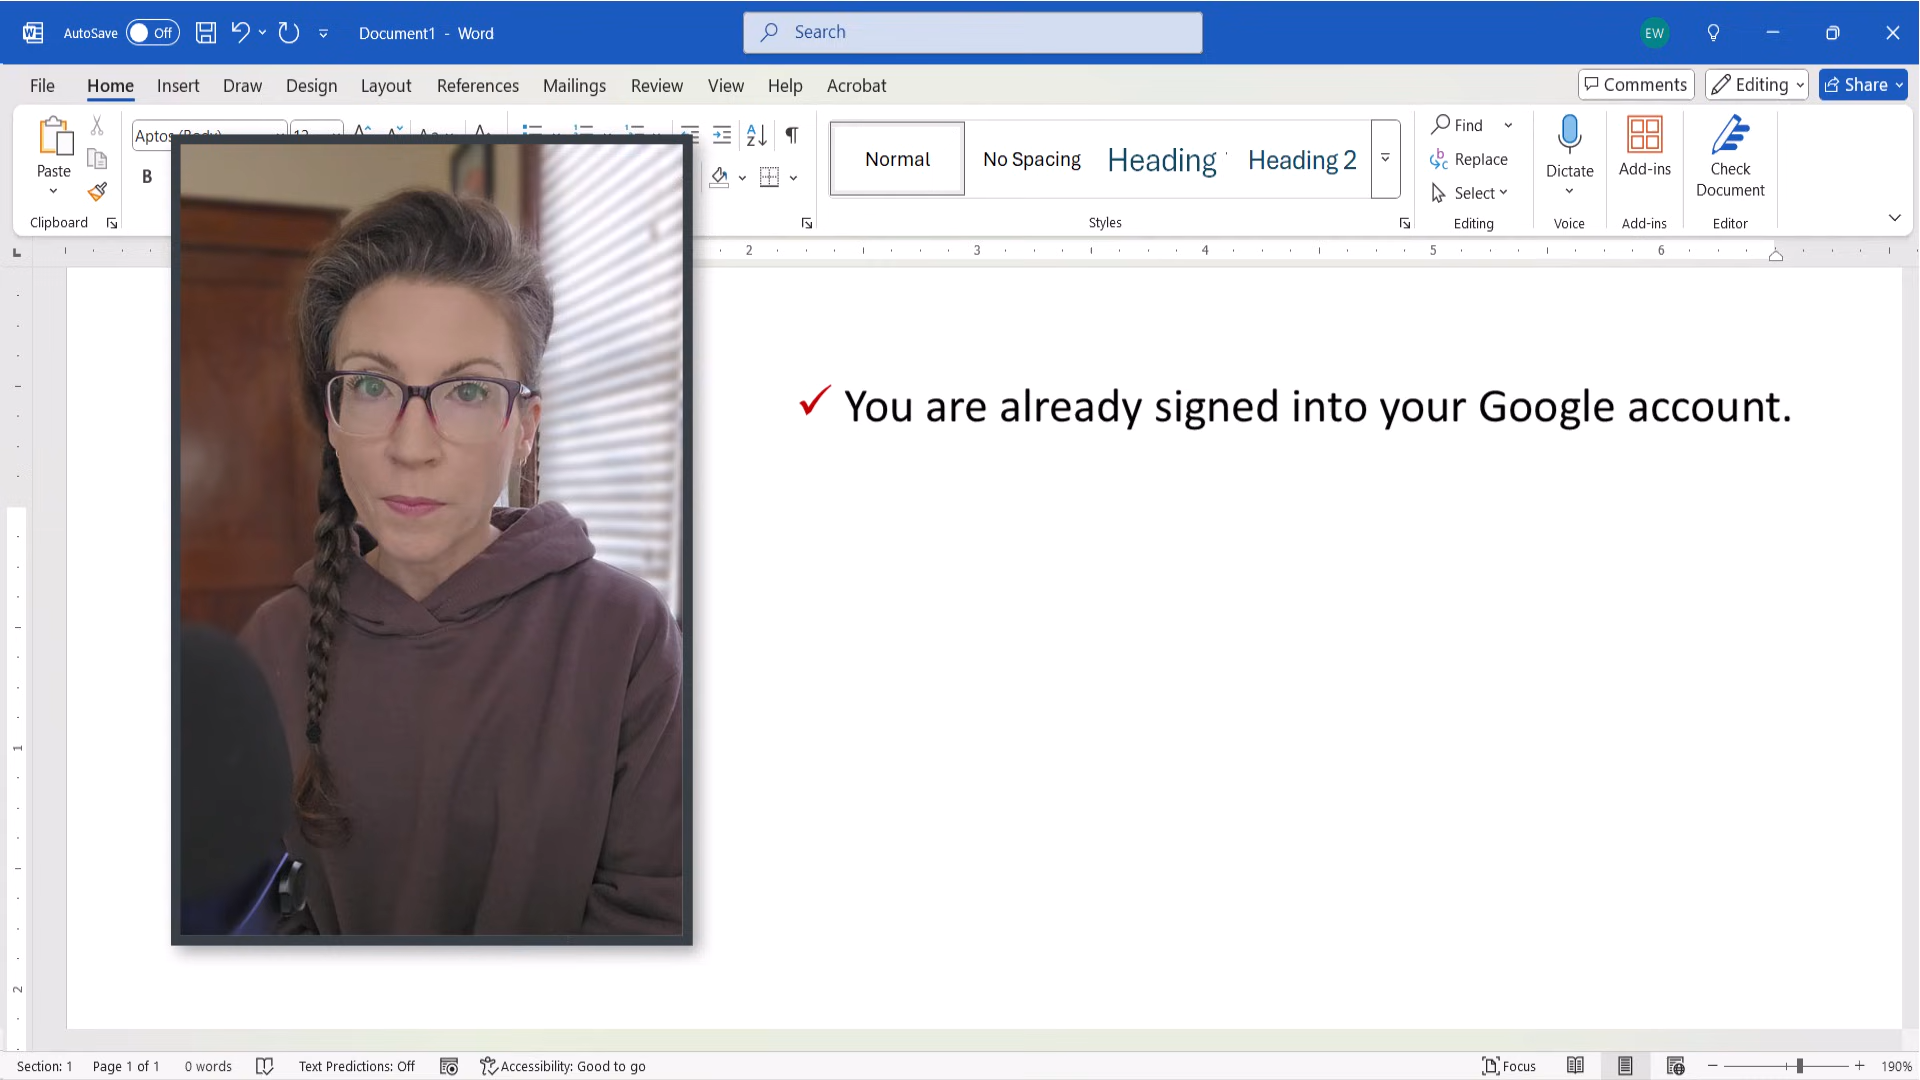 AutoSave Off Document1 - Word Search EW
File Home Insert Draw Design Layout References Mailings Review View Help Acrobat Comments Editing Share
Paste
Clipboard
B
Normal No Spacing Heading Heading 2
Styles
Find
Replace
Select
Editing
Dictate
Voice
Add-ins
Add-ins
Check
Document
Editor
2 3 4 5 6
✓ You are already signed into your Google account.
1
2
Section: 1 Page 1 of 1 0 words Text Predictions: Off Accessibility: Good to go Focus 190%